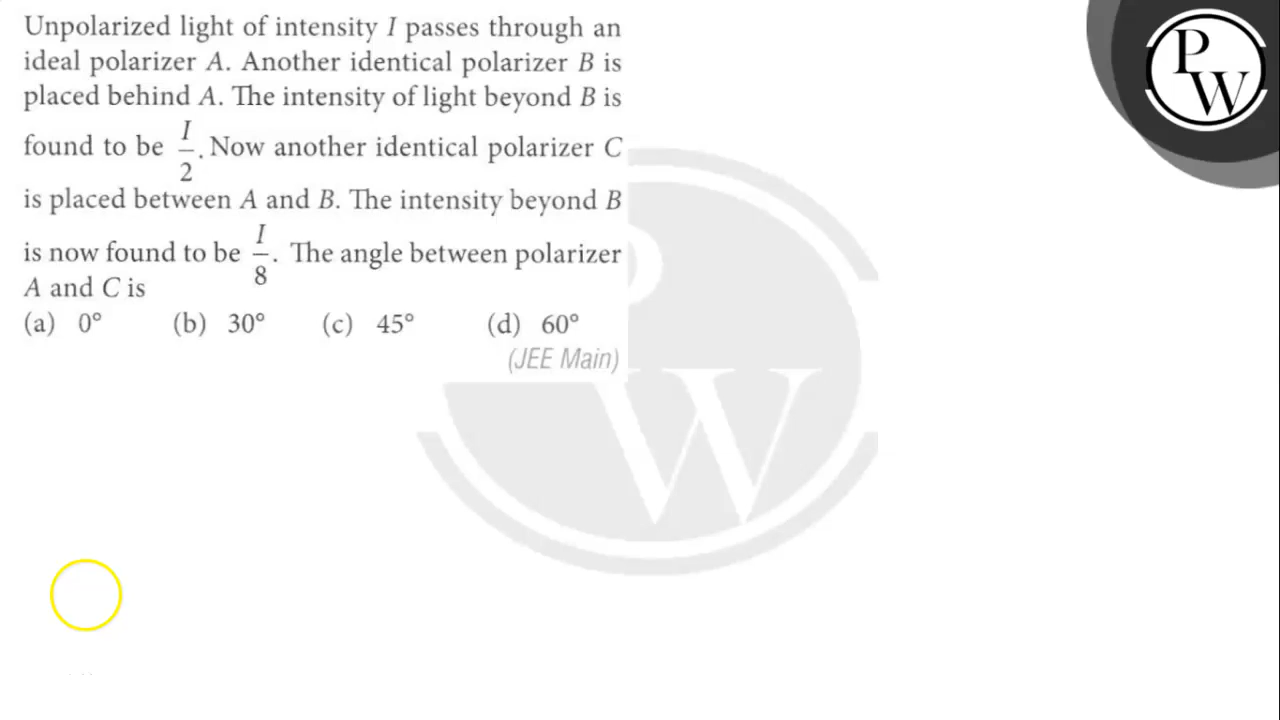 Unpolarized light of intensity I passes through an
ideal polarizer A. Another identical polarizer B is
placed behind A. The intensity of light beyond B is
found to be I/2. Now another identical polarizer C
is placed between A and B. The intensity beyond B
is now found to be I/8. The angle between polarizer
A and C is
(a) 0° (b) 30° (c) 45° (d) 60°
(JEE Main)
P
W
P
W